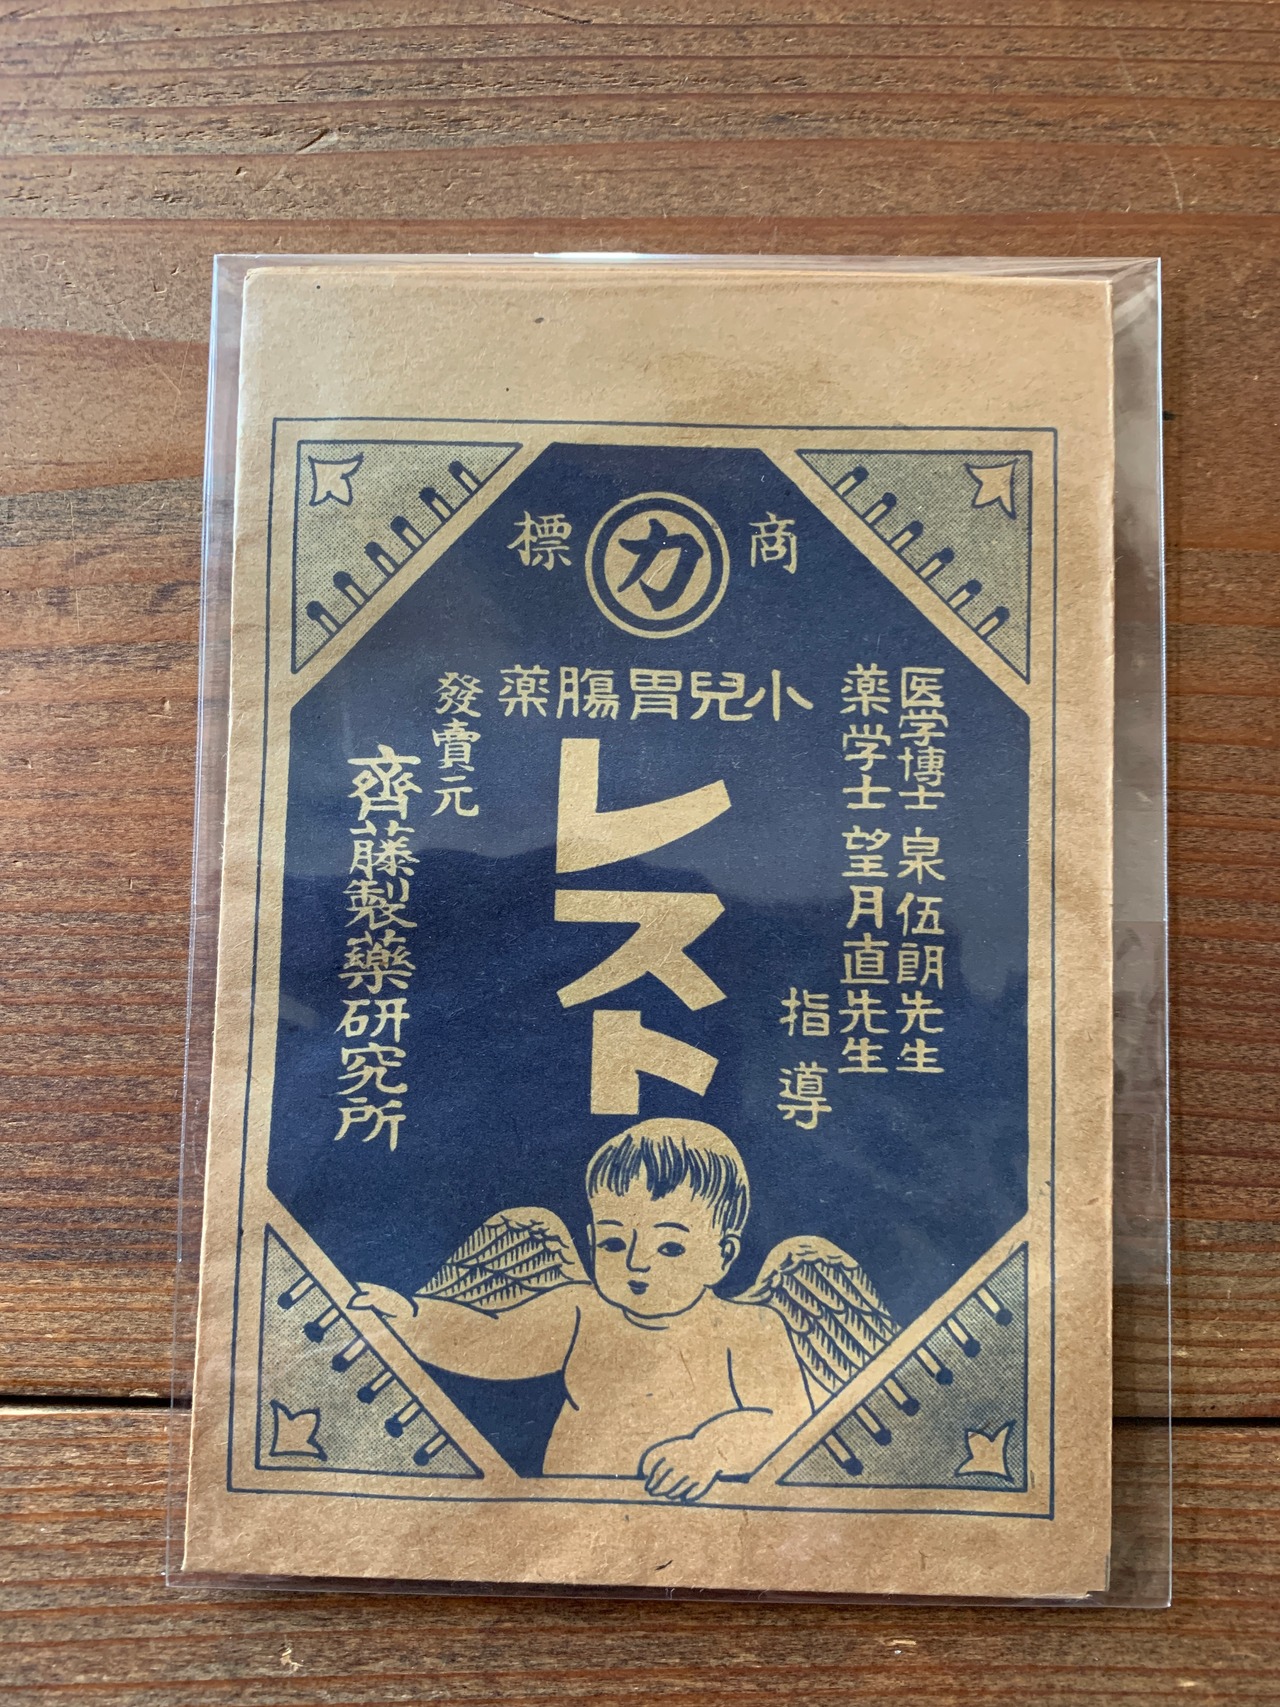 商 力 標
小兒胃腸薬
レスト
医学博士 泉伍朗先生
薬学士 望月直先生
指導
發賣元
齊藤製藥研究所